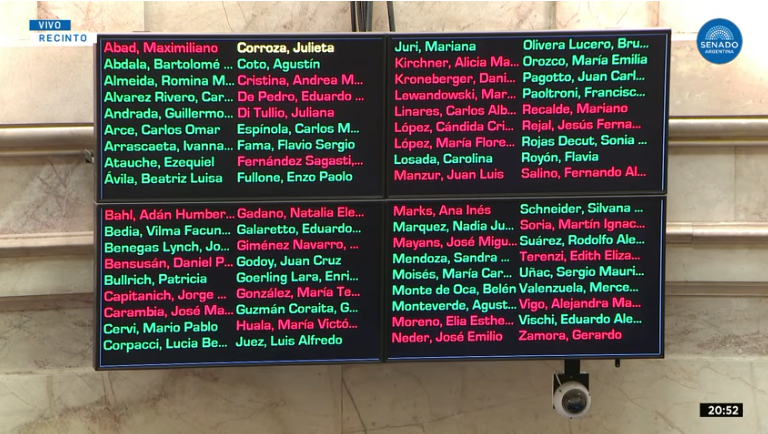 VIVO
RECINTO
SENADO
ARGENTINA
Abad, Maximiliano
Abdala, Bartolomé ...
Almeida, Romina M...
Alvarez Rivero, Car...
Andrada, Guillermo...
Arce, Carlos Omar
Arrascaeta, Ivanna...
Atauche, Ezequiel
Ávila, Beatriz Luisa
Corroza, Julieta
Coto, Agustín
Cristina, Andrea M...
De Pedro, Eduardo ...
Di Tullio, Juliana
Espínola, Carlos M...
Fama, Flavio Sergio
Fernández Sagasti,...
Fullone, Enzo Paolo
Juri, Mariana
Kirchner, Alicia Ma...
Kroneberger, Dani...
Lewandowski, Mar...
Linares, Carlos Alb...
López, Cándida Cri...
López, María Flore...
Losada, Carolina
Manzur, Juan Luis
Olivera Lucero, Bru...
Orozco, María Emilia
Pagotto, Juan Carl...
Paoltroni, Francisc...
Recalde, Mariano
Rejal, Jesús Ferna...
Rojas Decut, Sonia ...
Royón, Flavia
Salino, Fernando Al...
Bahl, Adán Humber...
Bedia, Vilma Facun...
Benegas Lynch, Jo...
Bensusán, Daniel P...
Bullrich, Patricia
Capitanich, Jorge ...
Carambia, José Ma...
Cervi, Mario Pablo
Corpacci, Lucia Be...
Gadano, Natalia Ele...
Galaretto, Eduardo...
Giménez Navarro, ...
Godoy, Juan Cruz
Goerling Lara, Enri...
González, María Te...
Guzmán Coraita, G...
Huala, María Victó...
Juez, Luis Alfredo
Marks, Ana Inés
Marquez, Nadia Ju...
Mayans, José Migu...
Mendoza, Sandra ...
Moisés, María Car...
Monte de Oca, Belén
Monteverde, Agust...
Moreno, Elia Esthe...
Neder, José Emilio
Schneider, Silvana ...
Soria, Martín Ignac...
Suárez, Rodolfo Ale...
Terenzi, Edith Eliza...
Uñac, Sergio Mauri...
Valenzuela, Merce...
Vigo, Alejandra Ma...
Vischi, Eduardo Ale...
Zamora, Gerardo
20:52